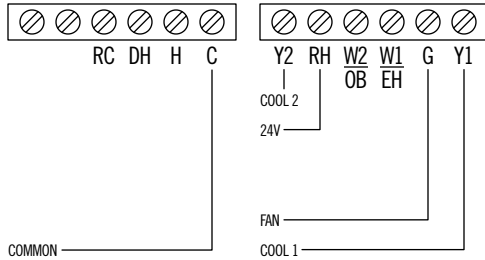 RC DH H C
Y2 RH W2 W1 G Y1
OB EH
COOL 2
24V
FAN
COMMON
COOL 1